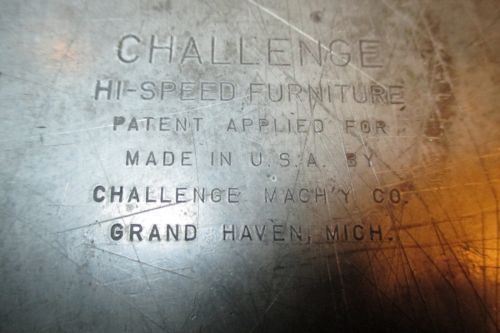 CHALLENGE
HI-SPEED FURNITURE
PATENT APPLIED FOR
MADE IN U.S.A. BY
CHALLENGE MACH'Y CO.
GRAND HAVEN, MICH.